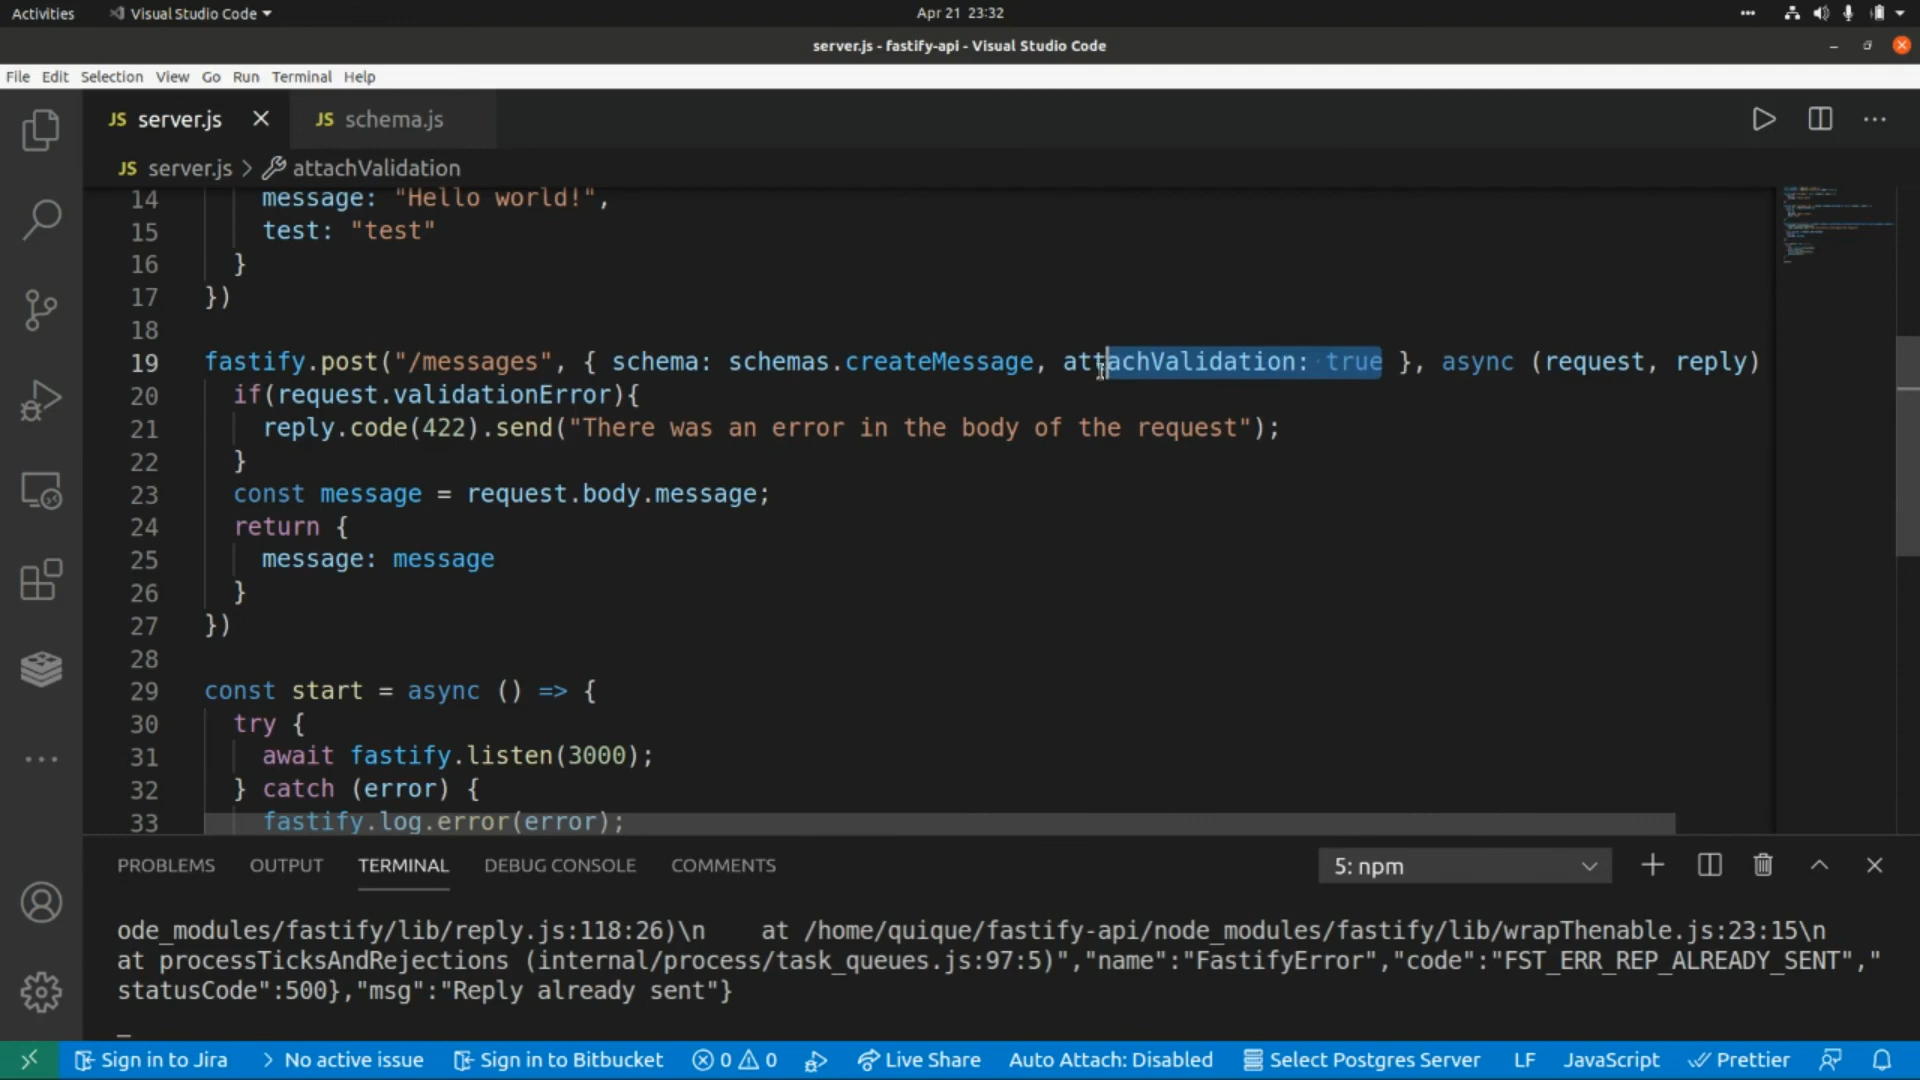 Activities
Visual Studio Code
Apr 21 23:32
server.js - fastify-api - Visual Studio Code
File Edit Selection View Go Run Terminal Help
JS server.js
JS schema.js
JS server.js > attachValidation
14 message: "Hello world!",
15 test: "test"
16 }
17 })
18
19 fastify.post("/messages", { schema: schemas.createMessage, attachValidation: true }, async (request, reply)
20 if(request.validationError){
21 reply.code(422).send("There was an error in the body of the request");
22 }
23 const message = request.body.message;
24 return {
25 message: message
26 }
27 })
28
29 const start = async () => {
30 try {
31 await fastify.listen(3000);
32 } catch (error) {
33 fastify.log.error(error);
PROBLEMS OUTPUT TERMINAL DEBUG CONSOLE COMMENTS
5: npm
ode_modules/fastify/lib/reply.js:118:26)\n    at /home/quique/fastify-api/node_modules/fastify/lib/wrapThenable.js:23:15\n
at processTicksAndRejections (internal/process/task_queues.js:97:5)","name":"FastifyError","code":"FST_ERR_REP_ALREADY_SENT","
statusCode":500},"msg":"Reply already sent"}
Sign in to Jira > No active issue Sign in to Bitbucket 0 0 Live Share Auto Attach: Disabled Select Postgres Server LF JavaScript Prettier